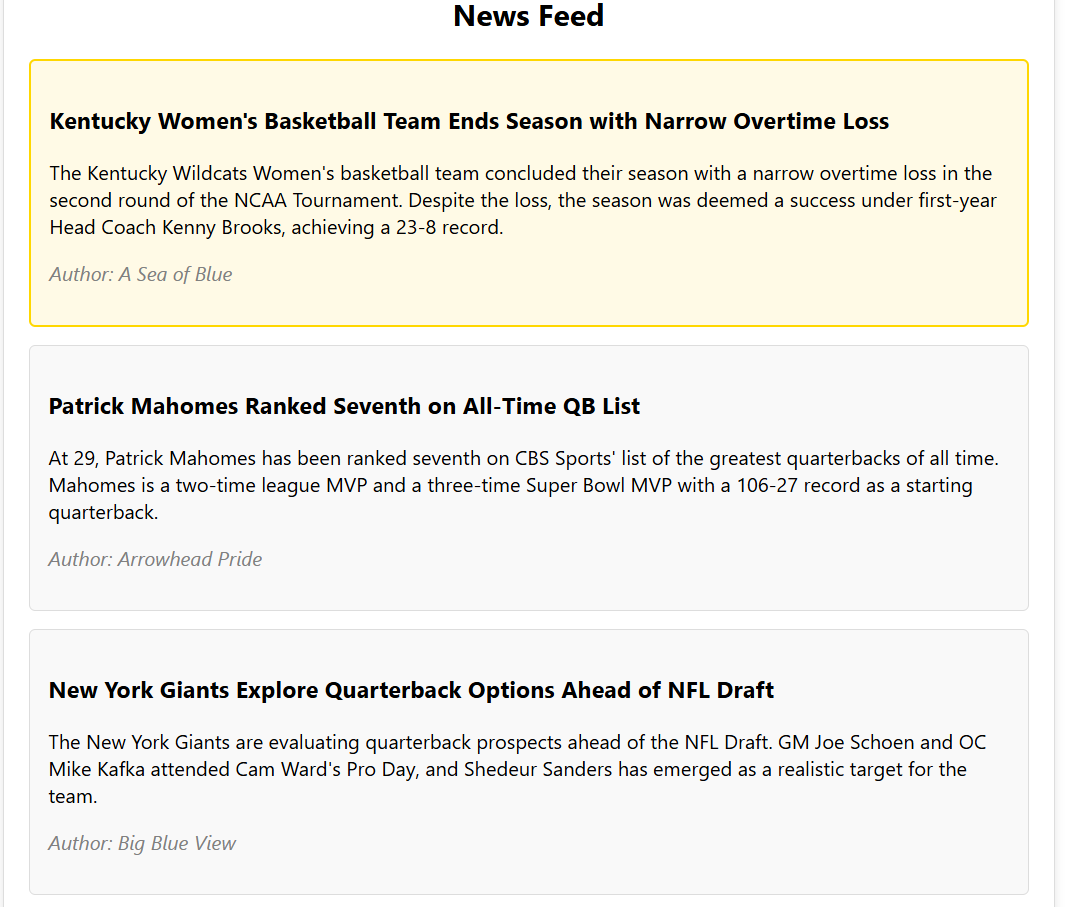 News Feed
Kentucky Women's Basketball Team Ends Season with Narrow Overtime Loss
The Kentucky Wildcats Women's basketball team concluded their season with a narrow overtime loss in the
second round of the NCAA Tournament. Despite the loss, the season was deemed a success under first-year
Head Coach Kenny Brooks, achieving a 23-8 record.
Author: A Sea of Blue
Patrick Mahomes Ranked Seventh on All-Time QB List
At 29, Patrick Mahomes has been ranked seventh on CBS Sports' list of the greatest quarterbacks of all time.
Mahomes is a two-time league MVP and a three-time Super Bowl MVP with a 106-27 record as a starting
quarterback.
Author: Arrowhead Pride
New York Giants Explore Quarterback Options Ahead of NFL Draft
The New York Giants are evaluating quarterback prospects ahead of the NFL Draft. GM Joe Schoen and OC
Mike Kafka attended Cam Ward's Pro Day, and Shedeur Sanders has emerged as a realistic target for the
team.
Author: Big Blue View